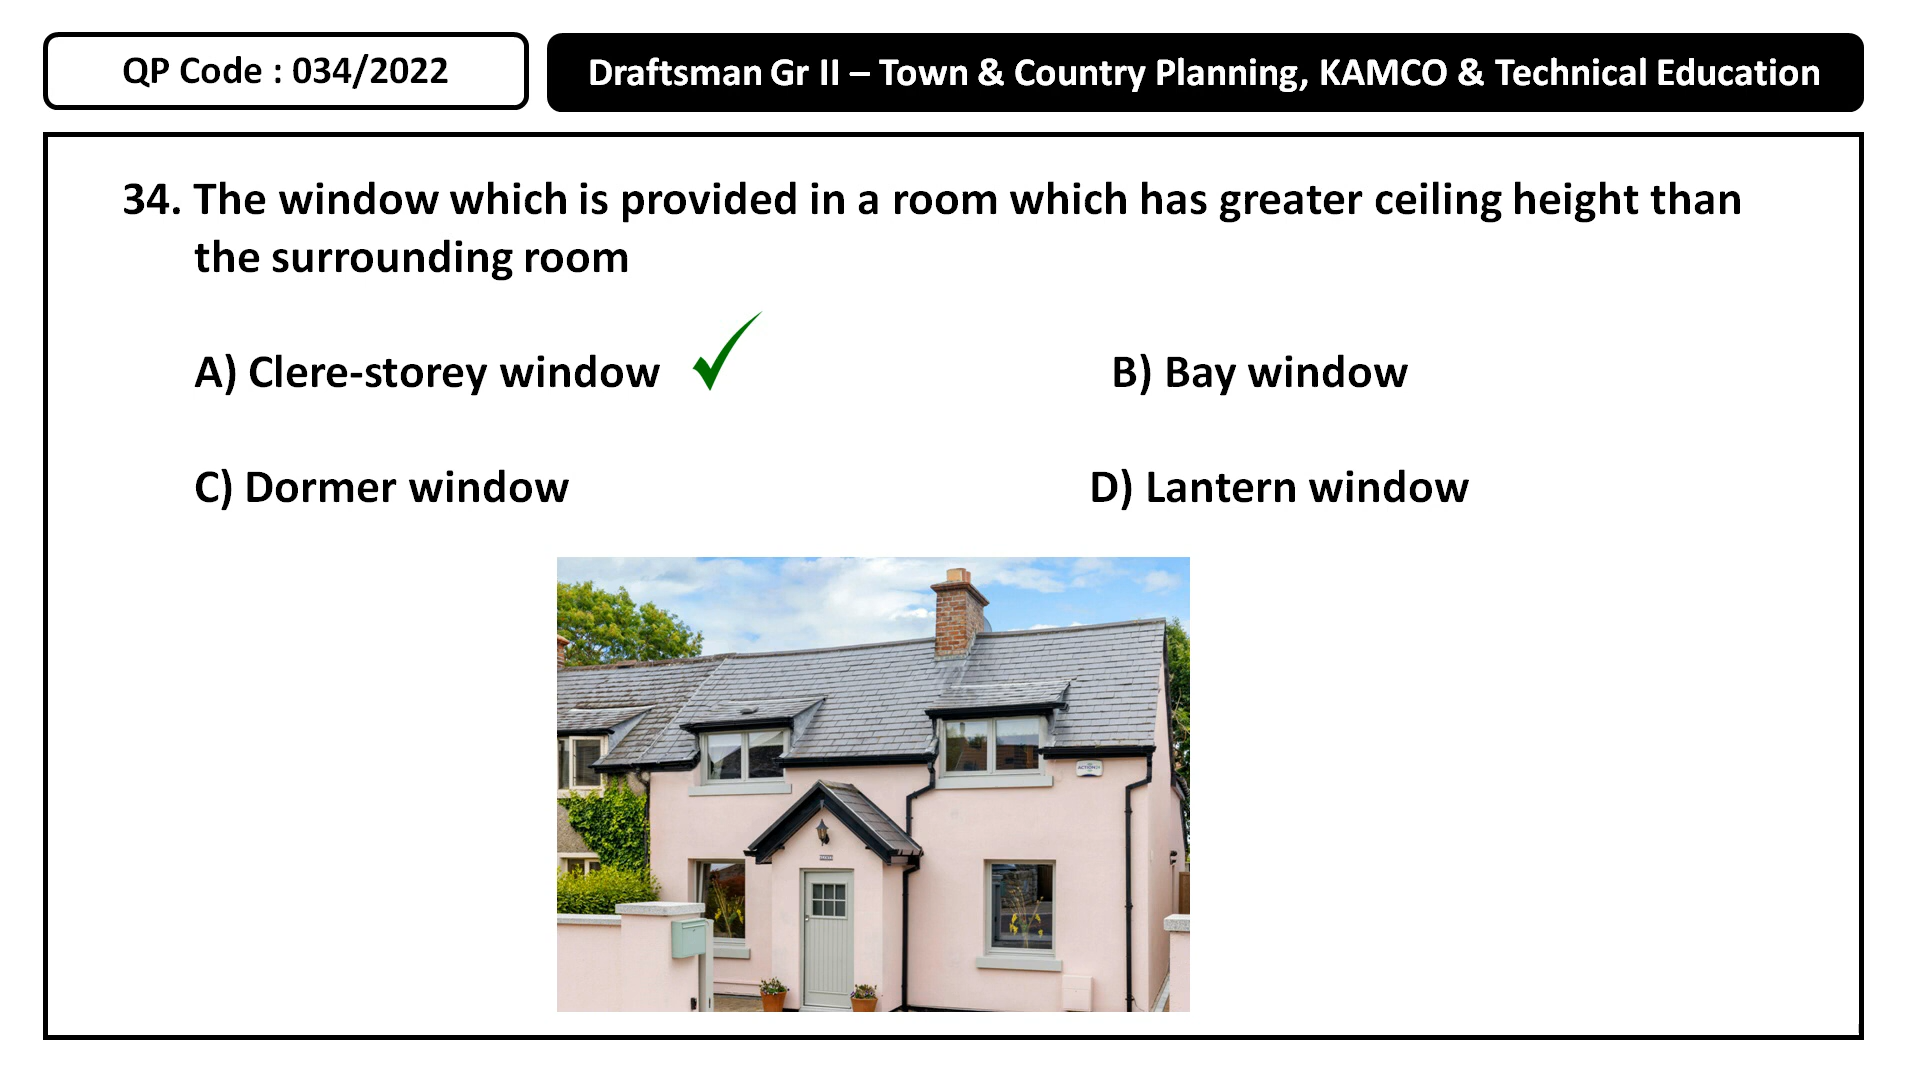 QP Code : 034/2022
Draftsman Gr II – Town & Country Planning, KAMCO & Technical Education
34. The window which is provided in a room which has greater ceiling height than
the surrounding room
A) Clere-storey window
B) Bay window
C) Dormer window
D) Lantern window